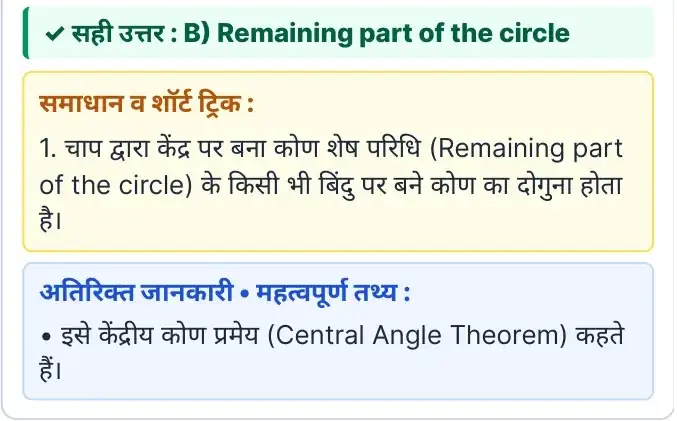 ✓ सही उत्तर : B) Remaining part of the circle
समाधान व शॉर्ट ट्रिक :
1. चाप द्वारा केंद्र पर बना कोण शेष परिधि (Remaining part
of the circle) के किसी भी बिंदु पर बने कोण का दोगुना होता
है।
अतिरिक्त जानकारी • महत्वपूर्ण तथ्य :
• इसे केंद्रीय कोण प्रमेय (Central Angle Theorem) कहते
हैं।